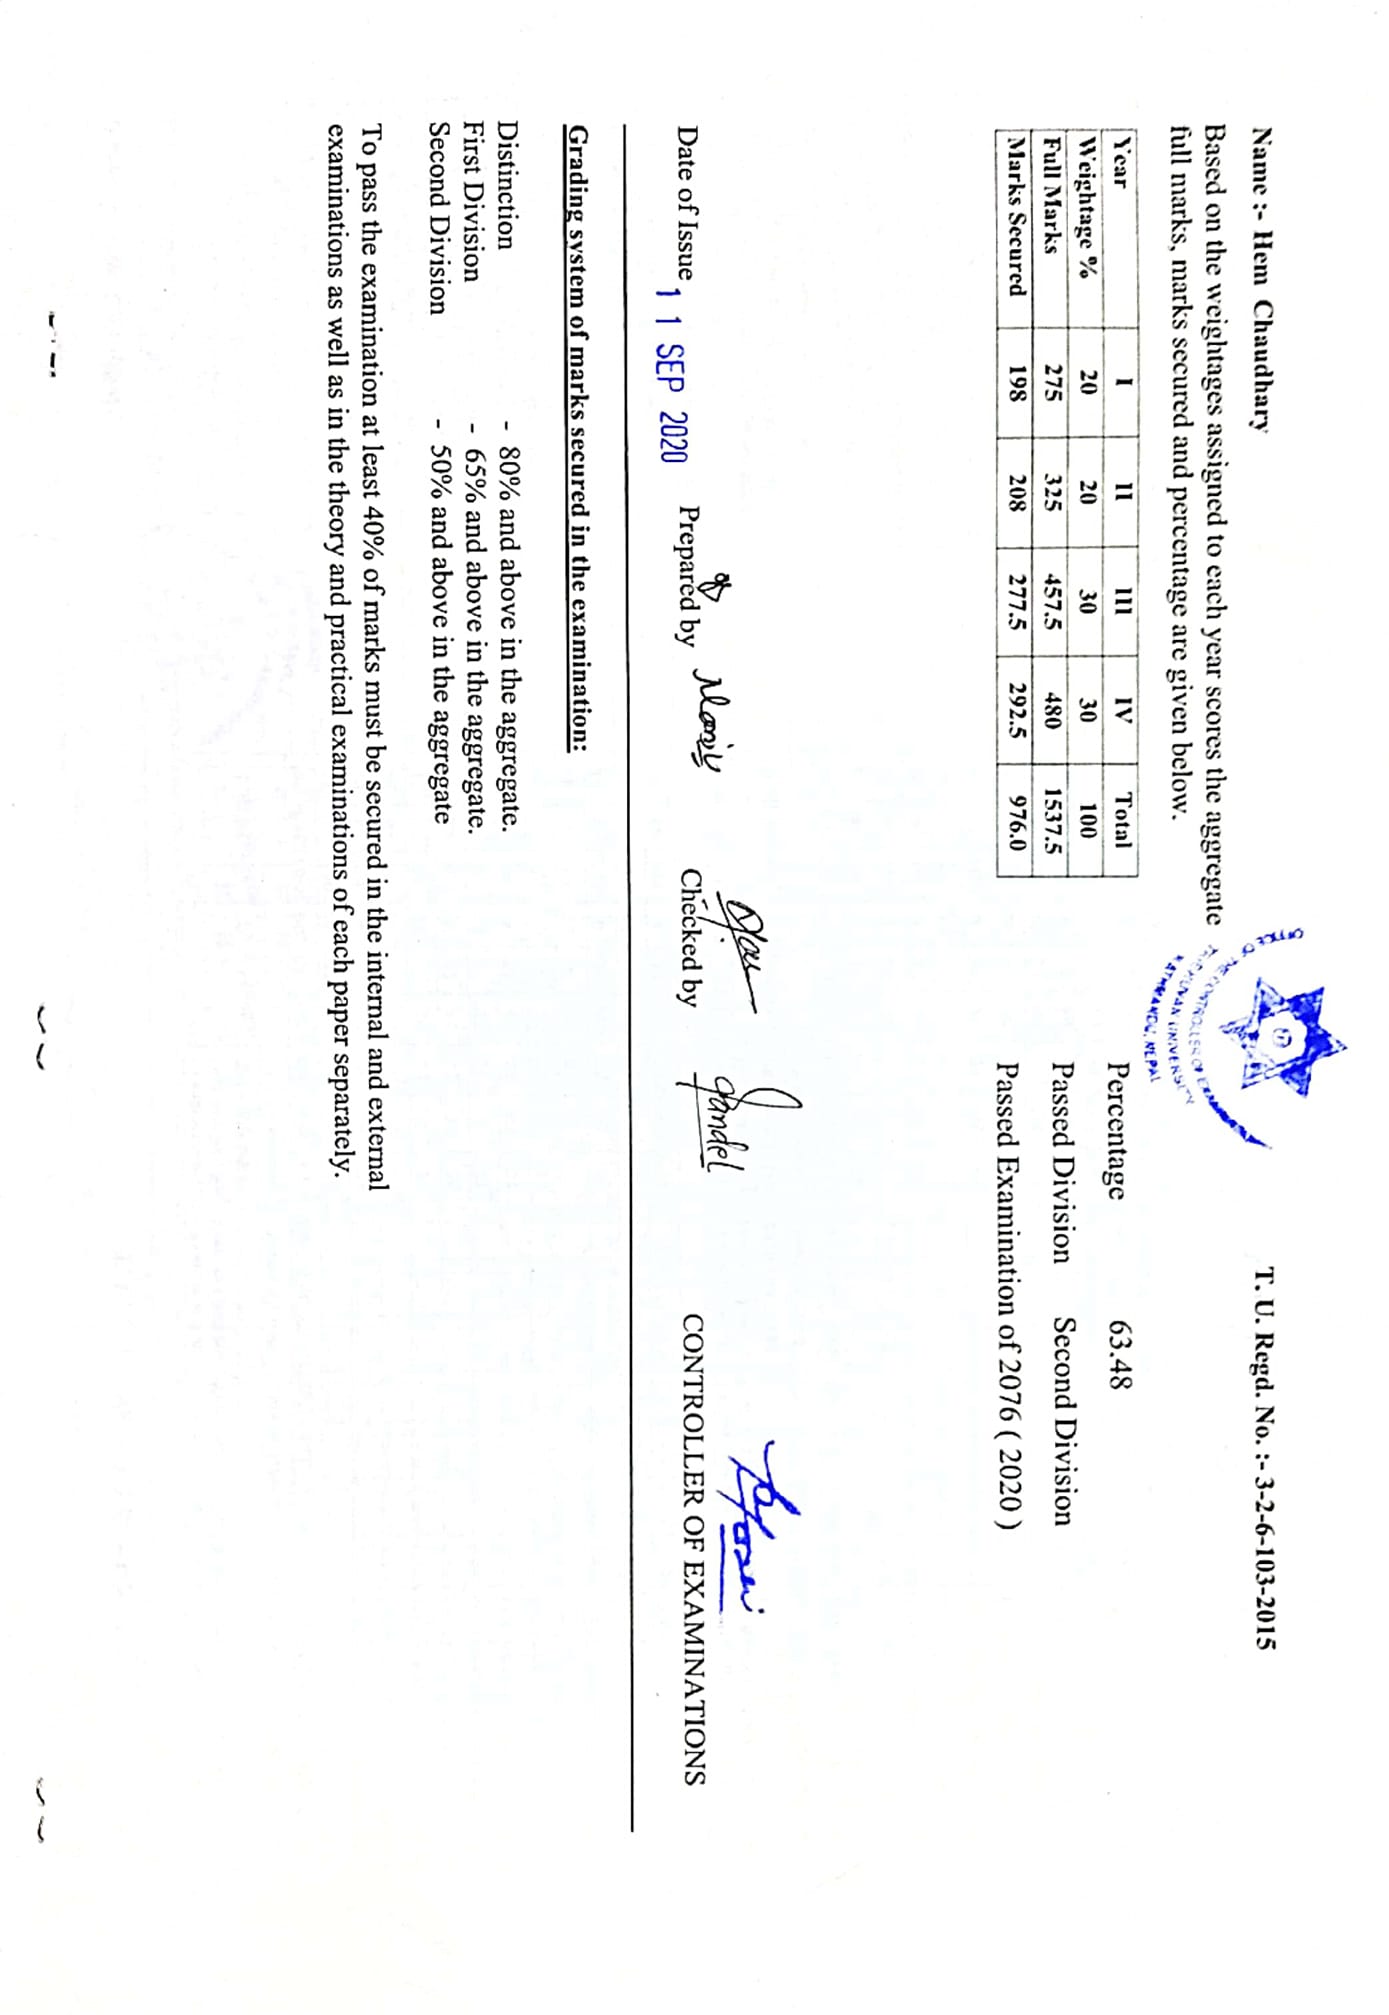 OFFICE OF THE CONTROLLER OF EXAMINATIONS
TRIBHUVAN UNIVERSITY
KATHMANDU, NEPAL
Name :- Hem Chaudhary T. U. Regd. No. :- 3-2-6-103-2015
Based on the weightages assigned to each year scores the aggregate
full marks, marks secured and percentage are given below.
Year I II III IV Total
Weightage % 20 20 30 30 100
Full Marks 275 325 457.5 480 1537.5
Marks Secured 198 208 277.5 292.5 976.0
Percentage 63.48
Passed Division Second Division
Passed Examination of 2076 ( 2020 )
Date of Issue 11 SEP 2020 Prepared by Checked by CONTROLLER OF EXAMINATIONS
Grading system of marks secured in the examination:
Distinction - 80% and above in the aggregate.
First Division - 65% and above in the aggregate.
Second Division - 50% and above in the aggregate
To pass the examination at least 40% of marks must be secured in the internal and external
examinations as well as in the theory and practical examinations of each paper separately.